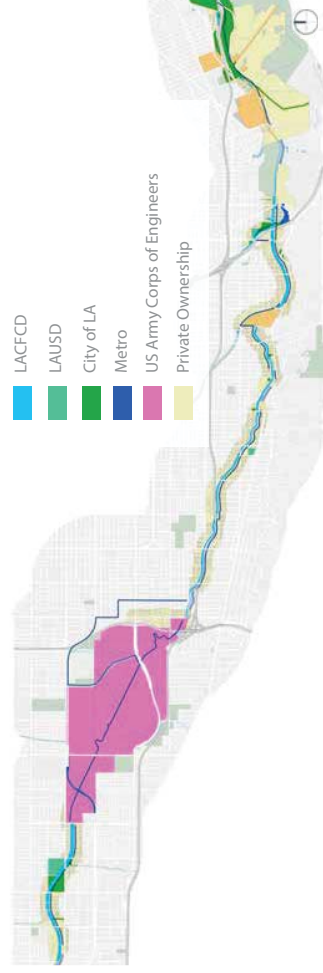 LACFCD
LAUSD
City of LA
Metro
US Army Corps of Engineers
Private Ownership